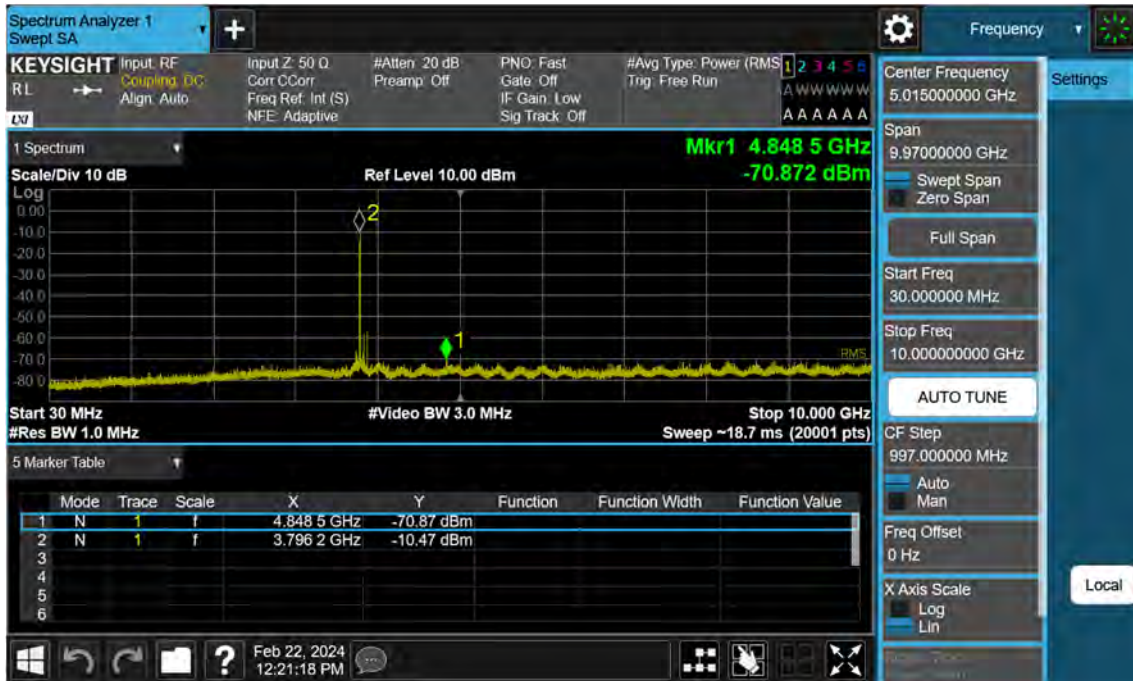 Spectrum Analyzer 1
Swept SA
Frequency
KEYSIGHT
RL
LXI
Input: RF
Coupling: DC
Align: Auto
Input Z: 50 Ω
Corr CCorr
Freq Ref: Int (S)
NFE: Adaptive
#Atten: 20 dB
Preamp: Off
PNO: Fast
Gate: Off
IF Gain: Low
Sig Track: Off
#Avg Type: Power (RMS
Trig: Free Run
1 2 3 4 5 6
A W W W W W
A A A A A A
Center Frequency
5.015000000 GHz
Settings
1 Spectrum
Mkr1 4.848 5 GHz
-70.872 dBm
Scale/Div 10 dB
Ref Level 10.00 dBm
Log
0.00
-10.0
-20.0
-30.0
-40.0
-50.0
-60.0
-70.0
-80.0
2
1
RMS
Start 30 MHz
#Video BW 3.0 MHz
Stop 10.000 GHz
#Res BW 1.0 MHz
Sweep ~18.7 ms (20001 pts)
Span
9.97000000 GHz
Swept Span
Zero Span
Full Span
Start Freq
30.000000 MHz
Stop Freq
10.000000000 GHz
AUTO TUNE
CF Step
997.000000 MHz
Auto
Man
Freq Offset
0 Hz
X Axis Scale
Log
Lin
Local
5 Marker Table
Mode Trace Scale X Y Function Function Width Function Value
1 N 1 f 4.848 5 GHz -70.87 dBm
2 N 1 f 3.796 2 GHz -10.47 dBm
3
4
5
6
Feb 22, 2024
12:21:18 PM